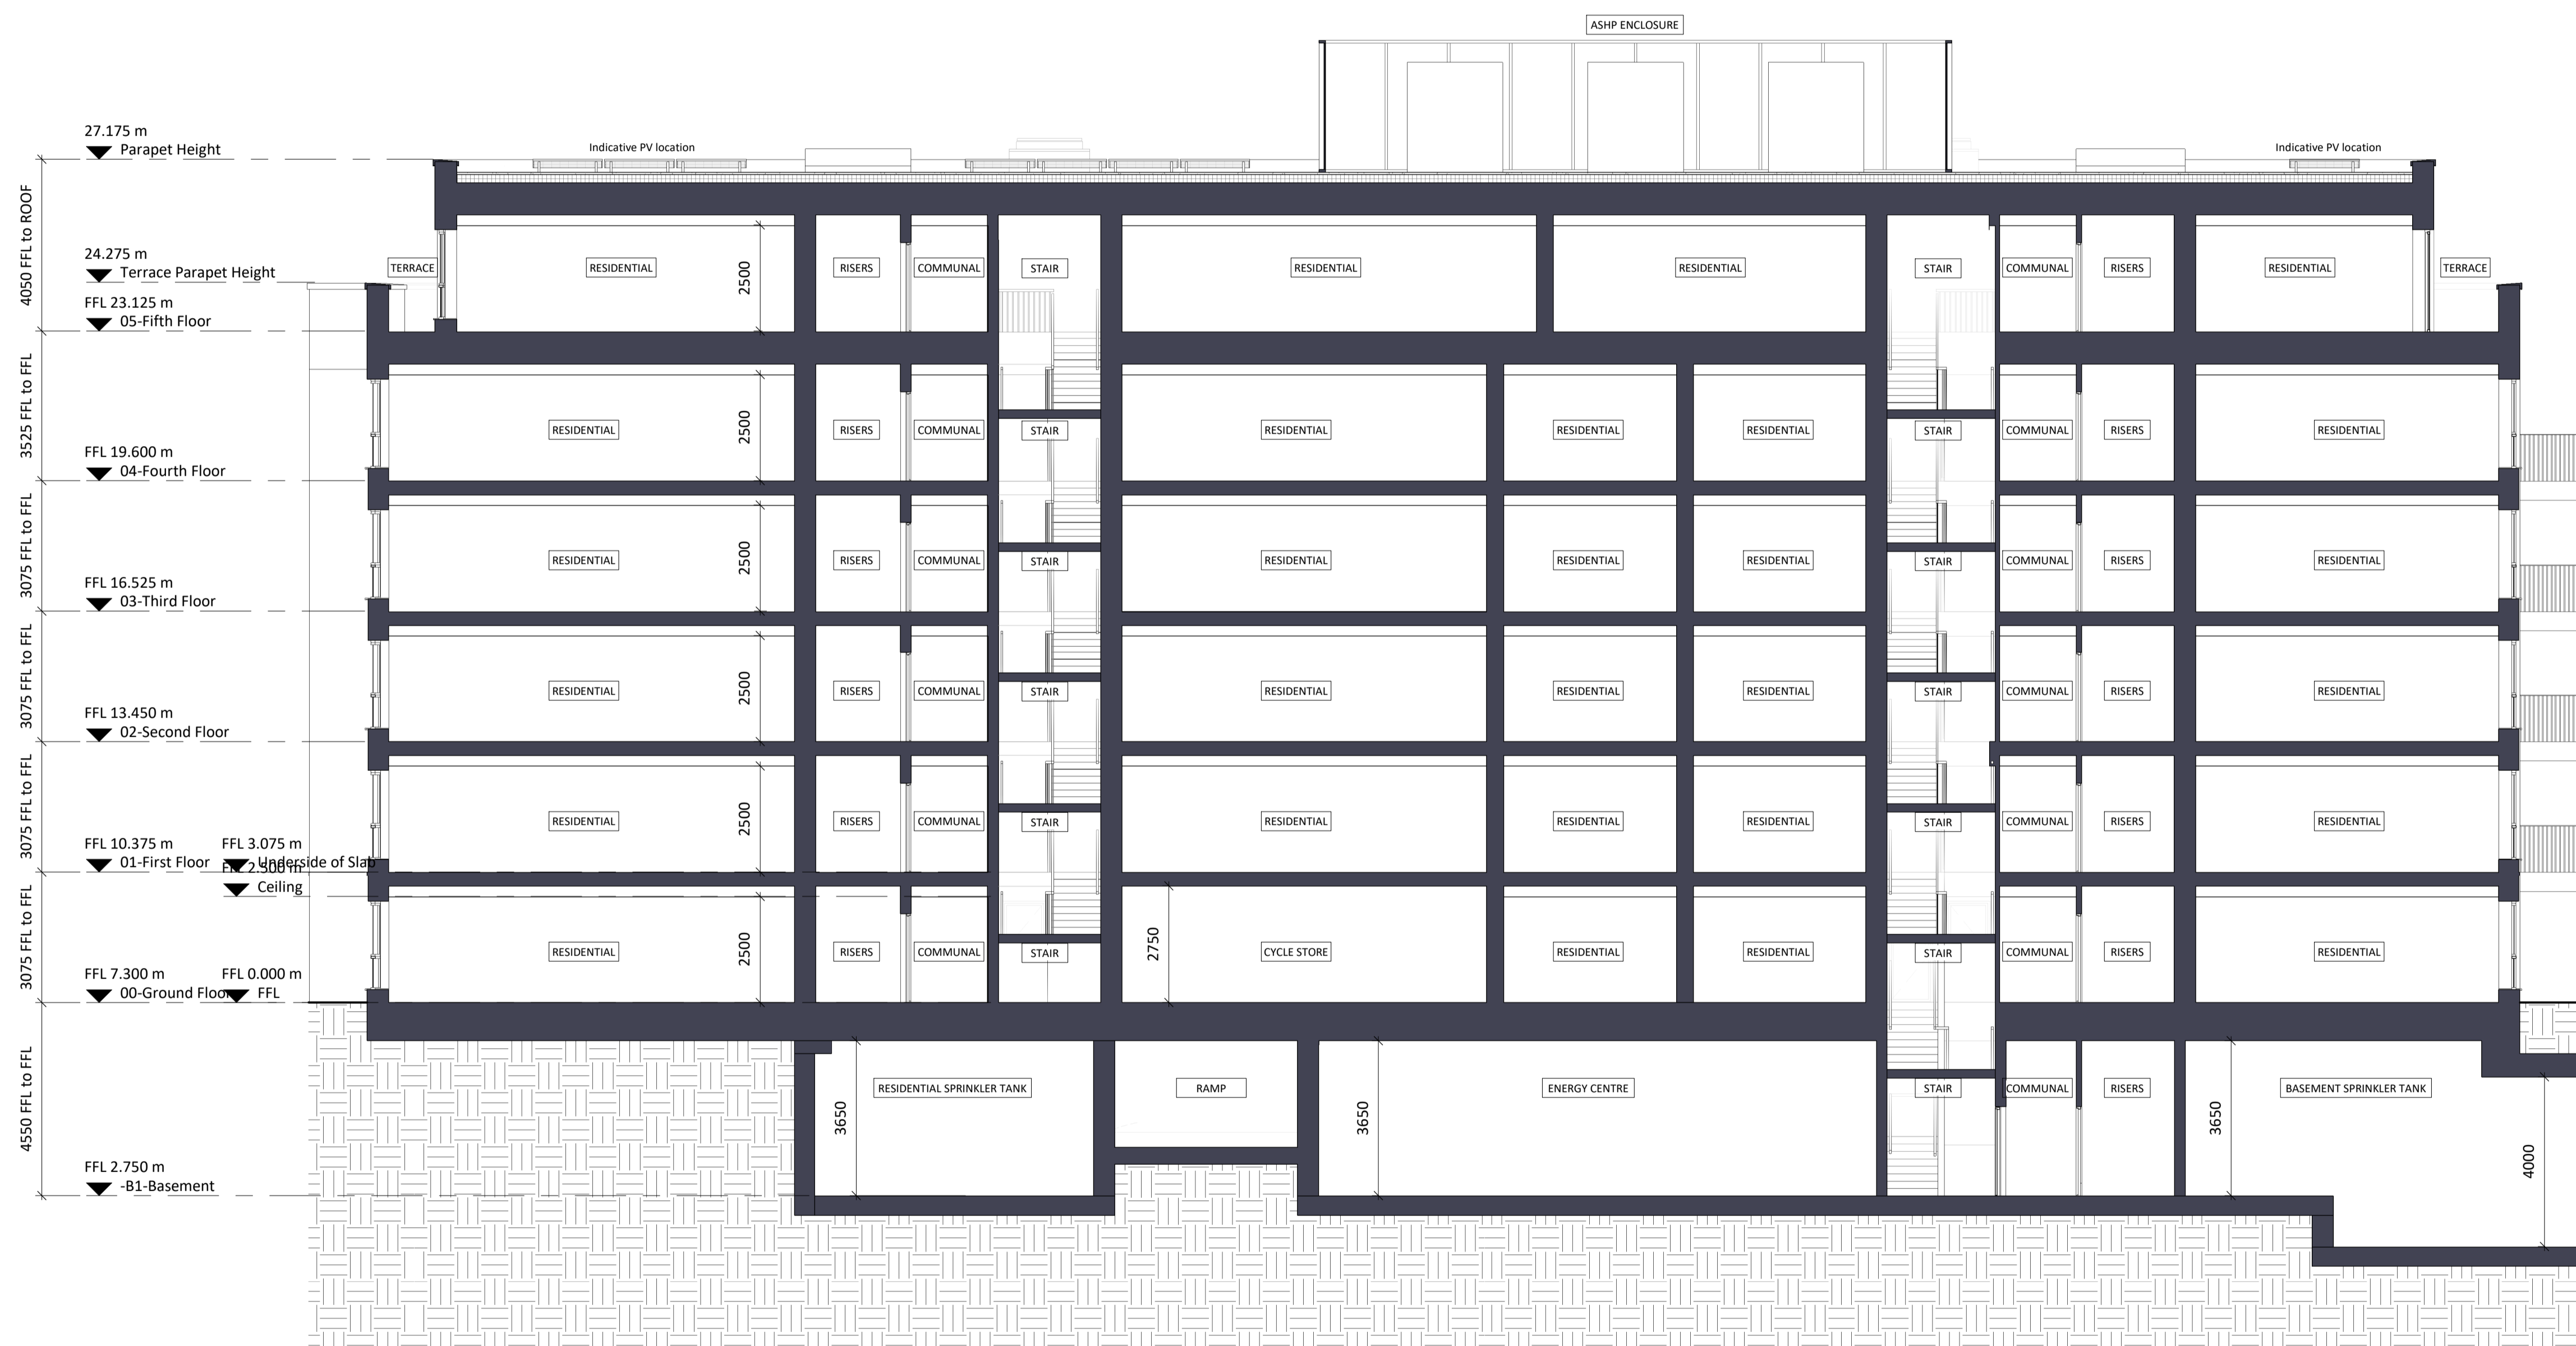 ASHP ENCLOSURE
27.175 m
Parapet Height
Indicative PV location
Indicative PV location
4050 FFL to ROOF
24.275 m
Terrace Parapet Height
TERRACE
RESIDENTIAL
2500
RISERS
COMMUNAL
STAIR
RESIDENTIAL
RESIDENTIAL
STAIR
COMMUNAL
RISERS
RESIDENTIAL
TERRACE
FFL 23.125 m
05-Fifth Floor
3525 FFL to FFL
RESIDENTIAL
2500
RISERS
COMMUNAL
STAIR
RESIDENTIAL
RESIDENTIAL
RESIDENTIAL
STAIR
COMMUNAL
RISERS
RESIDENTIAL
FFL 19.600 m
04-Fourth Floor
3075 FFL to FFL
RESIDENTIAL
2500
RISERS
COMMUNAL
STAIR
RESIDENTIAL
RESIDENTIAL
RESIDENTIAL
STAIR
COMMUNAL
RISERS
RESIDENTIAL
FFL 16.525 m
03-Third Floor
3075 FFL to FFL
RESIDENTIAL
2500
RISERS
COMMUNAL
STAIR
RESIDENTIAL
RESIDENTIAL
RESIDENTIAL
STAIR
COMMUNAL
RISERS
RESIDENTIAL
FFL 13.450 m
02-Second Floor
3075 FFL to FFL
RESIDENTIAL
2500
RISERS
COMMUNAL
STAIR
RESIDENTIAL
RESIDENTIAL
RESIDENTIAL
STAIR
COMMUNAL
RISERS
RESIDENTIAL
FFL 10.375 m
01-First Floor
FFL 3.075 m
Underside of Slab
FFL 2.500 m
Ceiling
3075 FFL to FFL
RESIDENTIAL
2500
RISERS
COMMUNAL
STAIR
2750
CYCLE STORE
RESIDENTIAL
RESIDENTIAL
STAIR
COMMUNAL
RISERS
RESIDENTIAL
FFL 7.300 m
00-Ground Floor
FFL 0.000 m
FFL
4550 FFL to FFL
3650
RESIDENTIAL SPRINKLER TANK
RAMP
3650
ENERGY CENTRE
STAIR
COMMUNAL
RISERS
3650
BASEMENT SPRINKLER TANK
4000
FFL 2.750 m
-B1-Basement